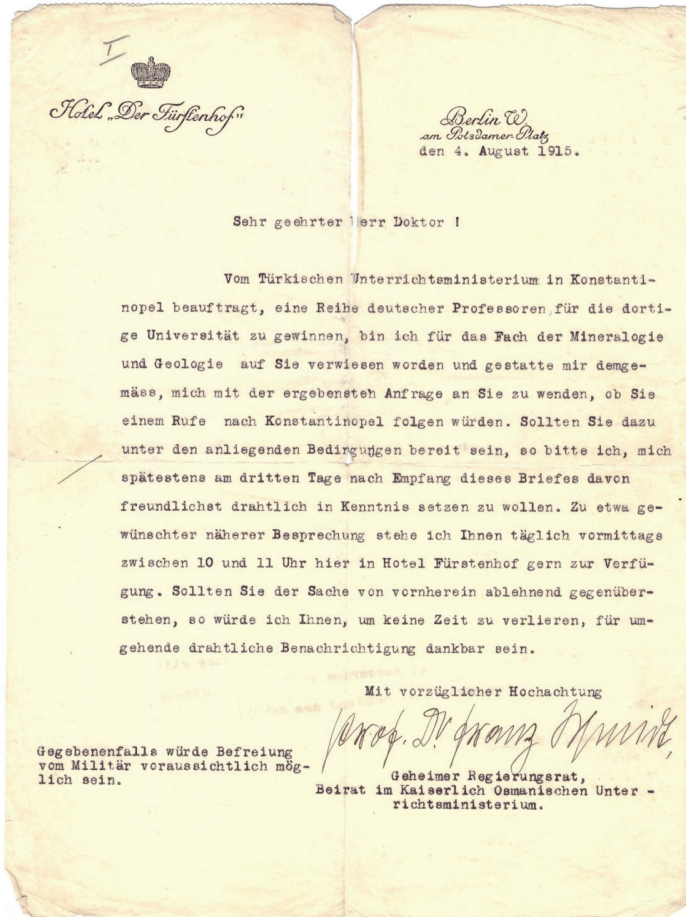 I
Hotel „Der Fürstenhof“
Berlin W.
am Potsdamer Platz
den 4. August 1915.
Sehr geehrter Herr Doktor !
Vom Türkischen Unterrichtsministerium in Konstanti-
nopel beauftragt, eine Reihe deutscher Professoren für die dorti-
ge Universität zu gewinnen, bin ich für das Fach der Mineralogie
und Geologie auf Sie verwiesen worden und gestatte mir demge-
mäss, mich mit der ergebensten Anfrage an Sie zu wenden, ob Sie
einem Rufe nach Konstantinopel folgen würden. Sollten Sie dazu
unter den anliegenden Bedingungen bereit sein, so bitte ich, mich
spätestens am dritten Tage nach Empfang dieses Briefes davon
freundlichst drahtlich in Kenntnis setzen zu wollen. Zu etwa ge-
wünschter näherer Besprechung stehe ich Ihnen täglich vormittags
zwischen 10 und 11 Uhr hier in Hotel Fürstenhof gern zur Verfü-
gung. Sollten Sie der Sache von vornherein ablehnend gegenüber-
stehen, so würde ich Ihnen, um keine Zeit zu verlieren, für um-
gehende drahtliche Benachrichtigung dankbar sein.
Mit vorzüglicher Hochachtung
Prof. Dr Franz Schmidt,
Geheimer Regierungsrat,
Beirat im Kaiserlich Osmanischen Unter -
richtsministerium.
Gegebenenfalls würde Befreiung
vom Militär voraussichtlich mög-
lich sein.